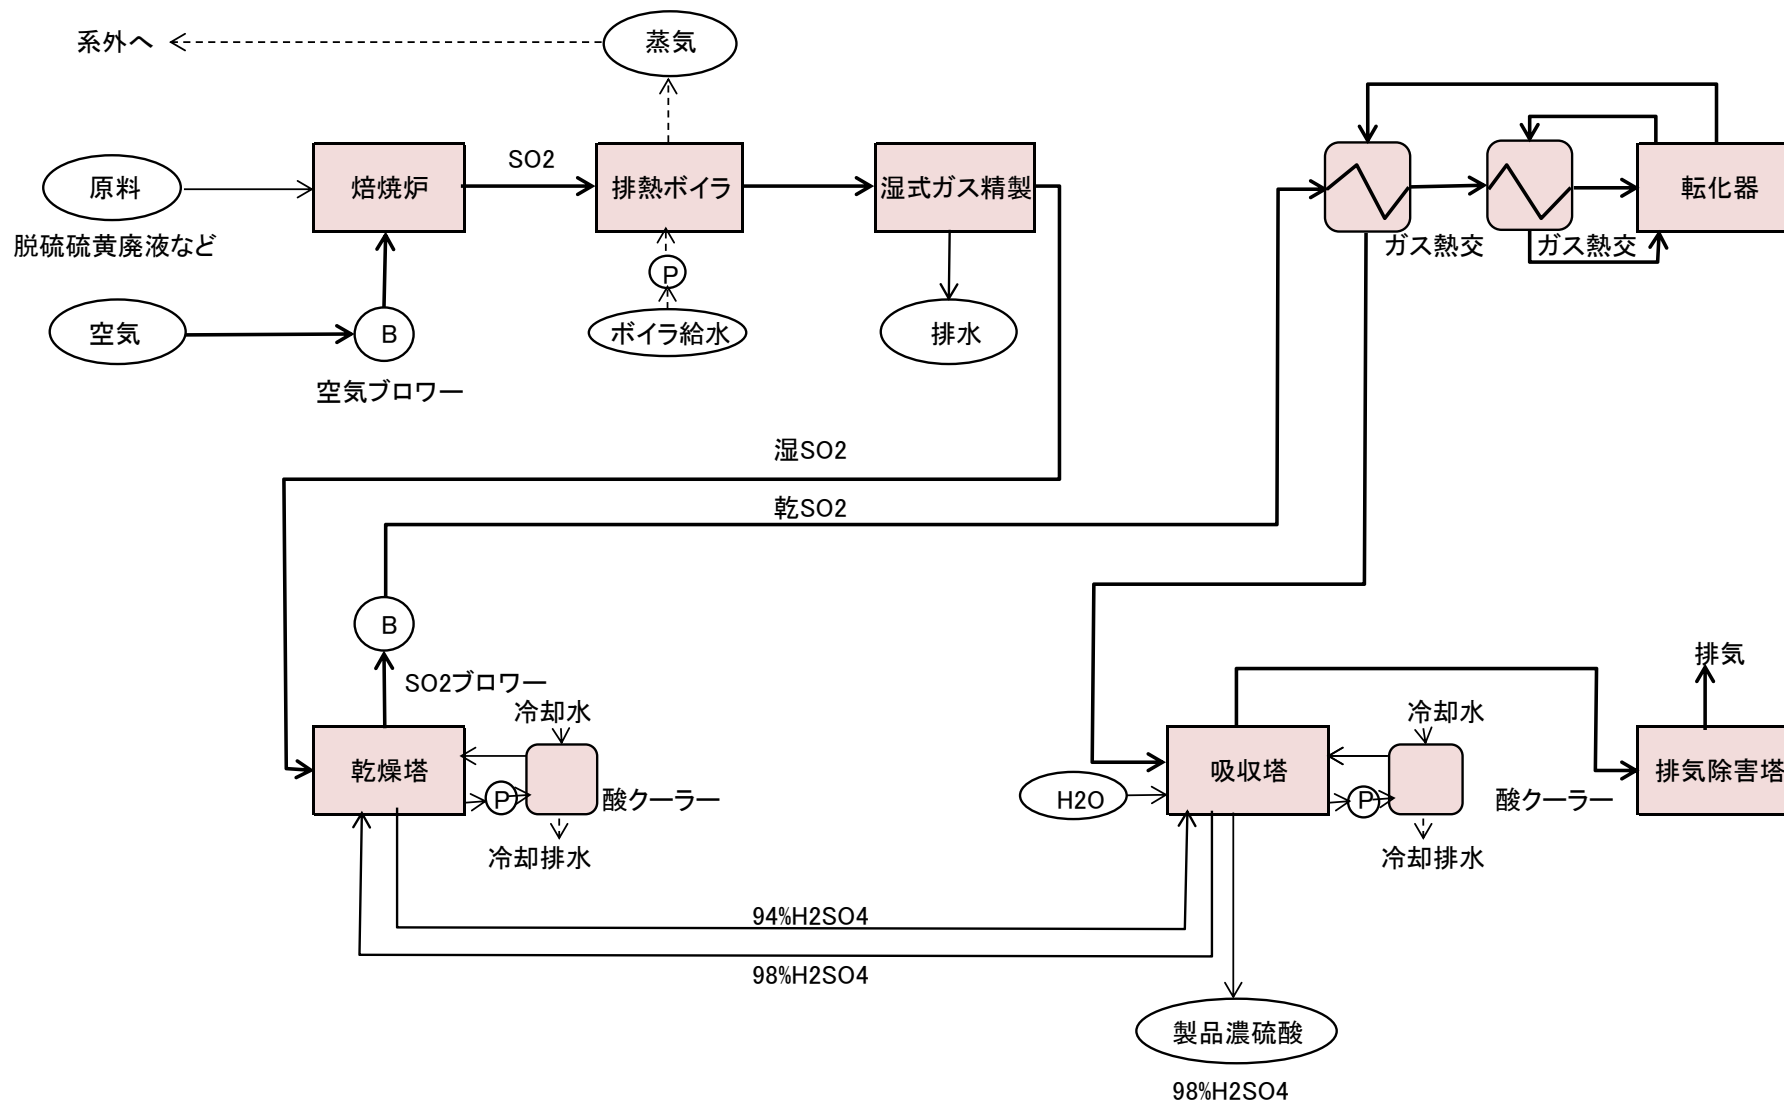 系外へ
蒸気
SO2
原料
焙焼炉
排熱ボイラ
湿式ガス精製
転化器
脱硫硫黄廃液など
P
ガス熱交
ガス熱交
空気
B
ボイラ給水
排水
空気ブロワー
湿SO2
乾SO2
B
SO2ブロワー
排気
冷却水
冷却水
乾燥塔
吸収塔
排気除害塔
P
酸クーラー
H2O
P
酸クーラー
冷却排水
冷却排水
94%H2SO4
98%H2SO4
製品濃硫酸
98%H2SO4